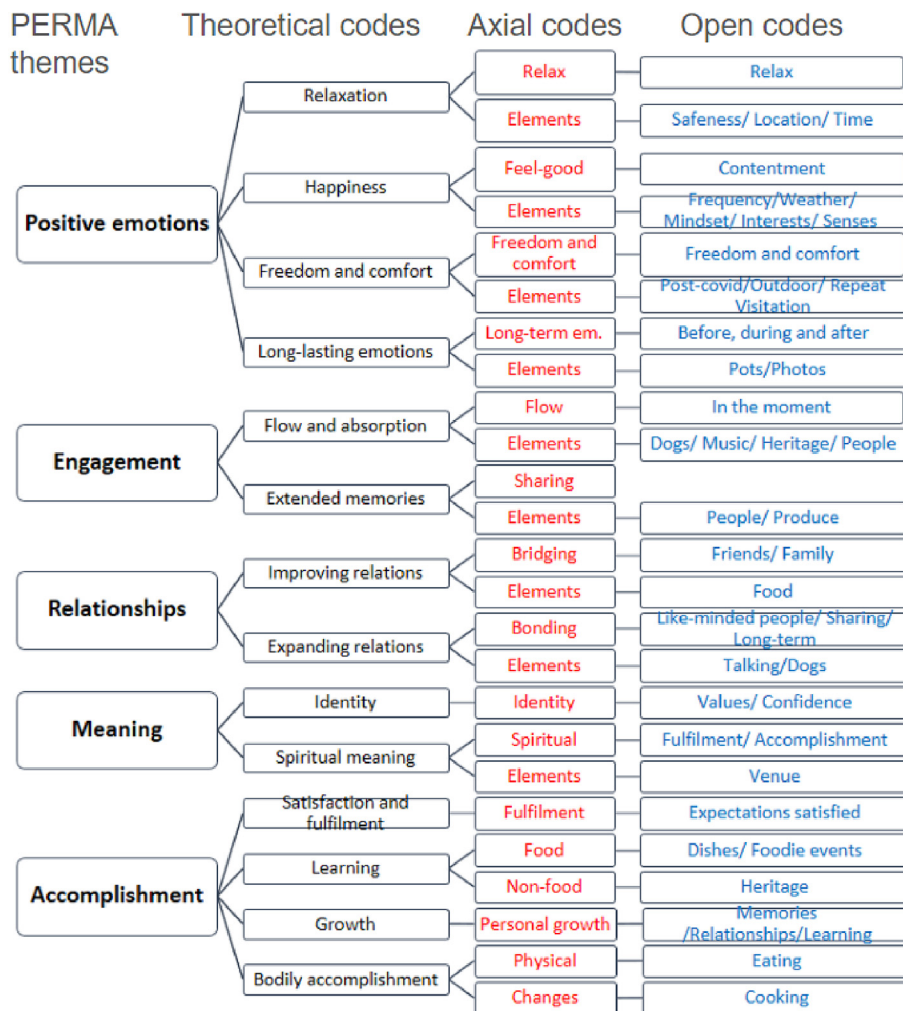 PERMA themes
Theoretical codes
Axial codes
Open codes
Positive emotions
Relaxation
Relax
Relax
Elements
Safeness/ Location/ Time
Happiness
Feel-good
Contentment
Elements
Frequency/Weather/
Mindset/ Interests/ Senses
Freedom and comfort
Freedom and
comfort
Freedom and comfort
Elements
Post-covid/Outdoor/ Repeat
Visitation
Long-lasting emotions
Long-term em.
Before, during and after
Elements
Pots/Photos
Engagement
Flow and absorption
Flow
In the moment
Elements
Dogs/ Music/ Heritage/ People
Extended memories
Sharing
Elements
People/ Produce
Relationships
Improving relations
Bridging
Friends/ Family
Elements
Food
Expanding relations
Bonding
Like-minded people/ Sharing/
Long-term
Elements
Talking/Dogs
Meaning
Identity
Identity
Values/ Confidence
Spiritual meaning
Spiritual
Fulfilment/ Accomplishment
Elements
Venue
Accomplishment
Satisfaction and
fulfilment
Fulfilment
Expectations satisfied
Learning
Food
Dishes/ Foodie events
Non-food
Heritage
Growth
Personal growth
Memories
/Relationships/Learning
Bodily accomplishment
Physical
Eating
Changes
Cooking